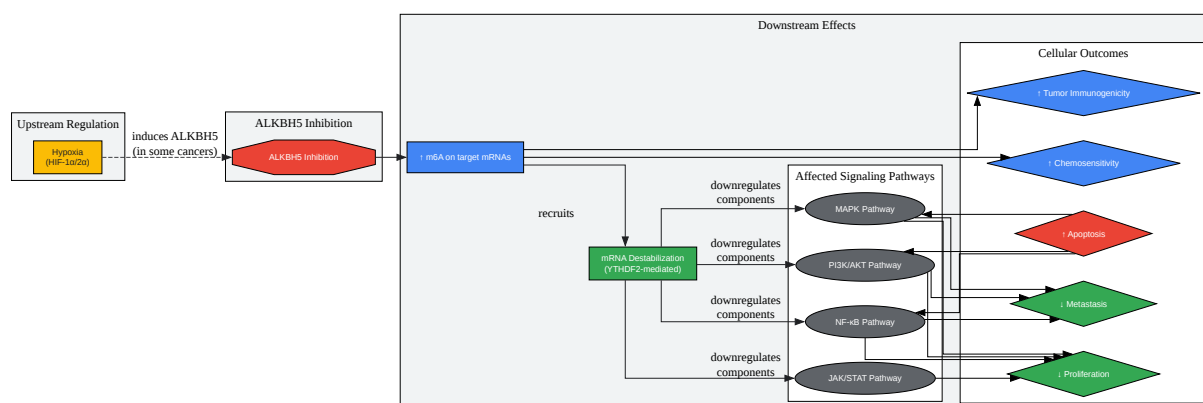 Downstream Effects
Cellular Outcomes
↑ Tumor Immunogenicity
Upstream Regulation
ALKBH5 Inhibition
induces ALKBH5
(in some cancers)
Hypoxia
(HIF-1α/2α)
ALKBH5 Inhibition
↑ m6A on target mRNAs
↑ Chemosensitivity
Affected Signaling Pathways
downregulates
components
MAPK Pathway
recruits
↑ Apoptosis
downregulates
components
mRNA Destabilization
(YTHDF2-mediated)
PI3K/AKT Pathway
↓ Metastasis
downregulates
components
NF-κB Pathway
downregulates
components
JAK/STAT Pathway
↓ Proliferation